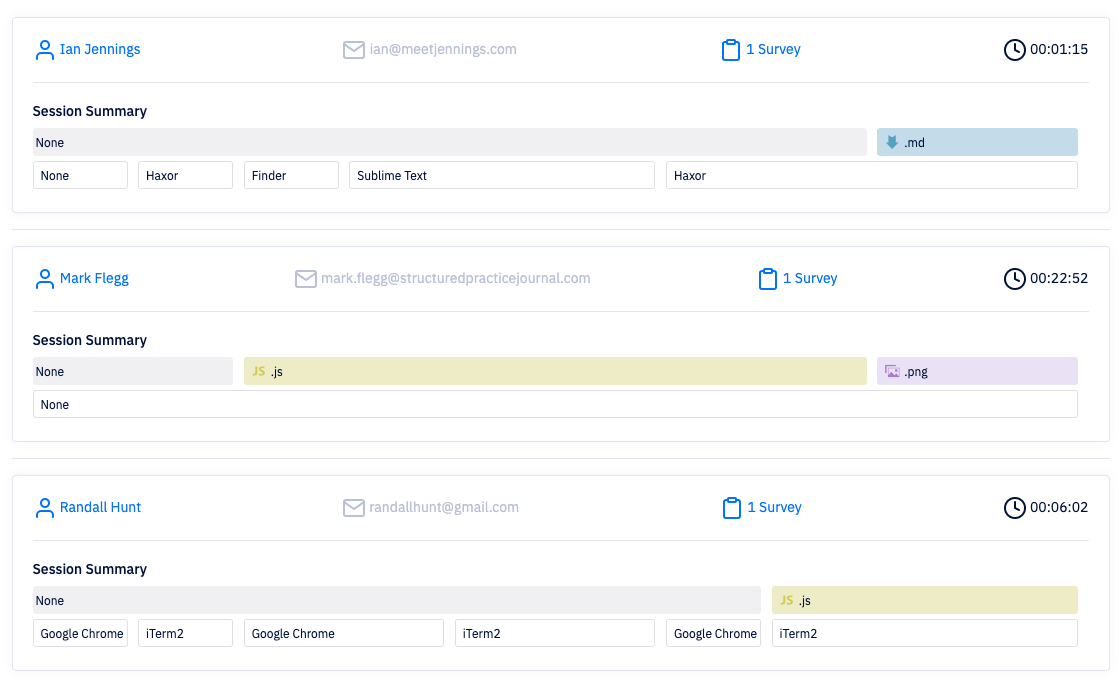 Ian Jennings ian@meetjennings.com 1 Survey 00:01:15
Session Summary
None .md
None Haxor Finder Sublime Text Haxor
Mark Flegg mark.flegg@structuredpracticejournal.com 1 Survey 00:22:52
Session Summary
None JS .js .png
None
Randall Hunt randallhunt@gmail.com 1 Survey 00:06:02
Session Summary
None JS .js
Google Chrome iTerm2 Google Chrome iTerm2 Google Chrome iTerm2